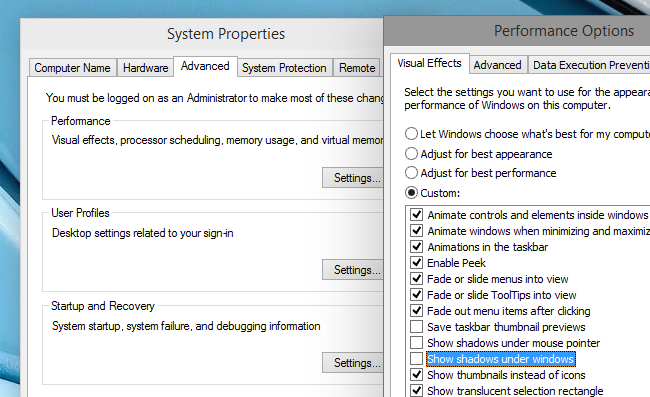 System Properties
Computer Name
Hardware
Advanced
System Protection
Remote
You must be logged on as an Administrator to make most of these chang
Performance
Visual effects, processor scheduling, memory usage, and virtual memor
Settings...
User Profiles
Desktop settings related to your sign-in
Settings...
Startup and Recovery
System startup, system failure, and debugging information
Settings...
Performance Options
Visual Effects
Advanced
Data Execution Preventi
Select the settings you want to use for the appeara
performance of Windows on this computer.
Let Windows choose what's best for my compute
Adjust for best appearance
Adjust for best performance
Custom:
Animate controls and elements inside windows
Animate windows when minimizing and maximiz
Animations in the taskbar
Enable Peek
Fade or slide menus into view
Fade or slide ToolTips into view
Fade out menu items after clicking
Save taskbar thumbnail previews
Show shadows under mouse pointer
Show shadows under windows
Show thumbnails instead of icons
Show translucent selection rectangle